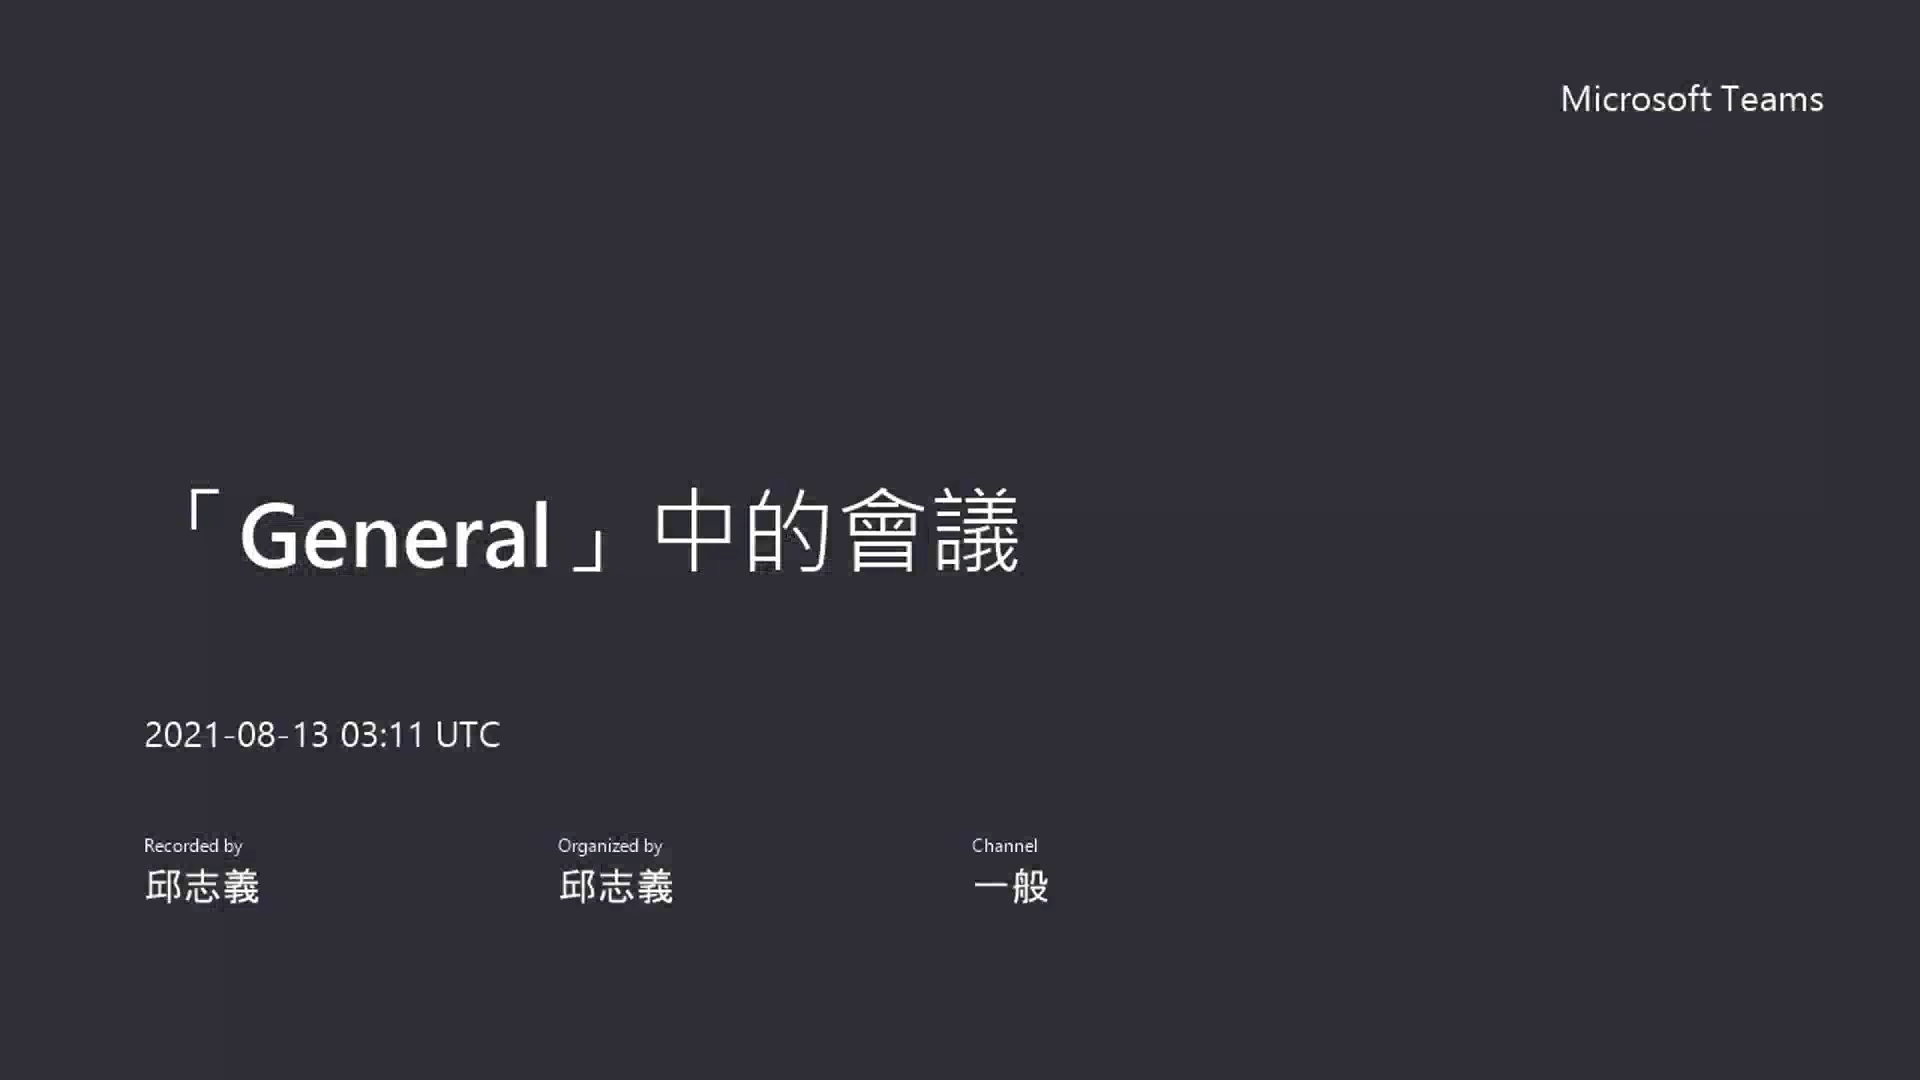 Microsoft Teams
「General」中的會議
2021-08-13 03:11 UTC
Recorded by
邱志義
Organized by
邱志義
Channel
一般